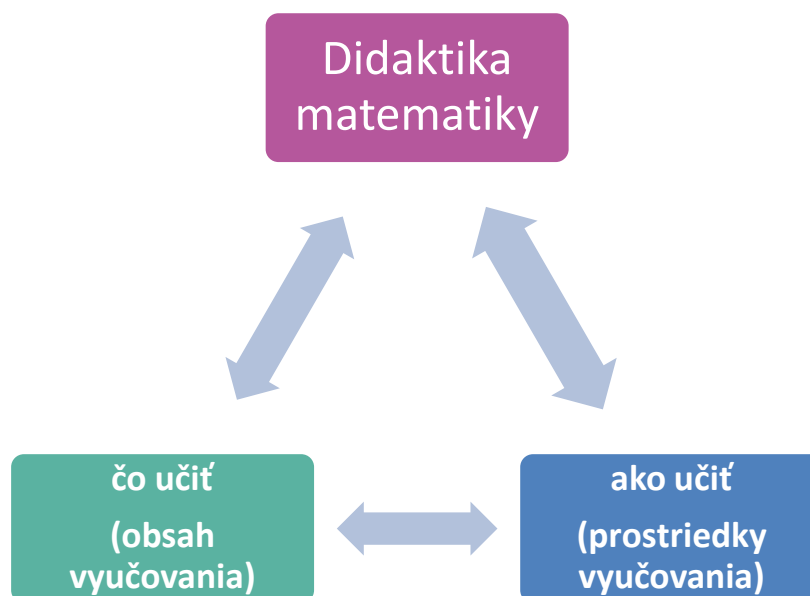 Didaktika
matematiky
čo učiť
(obsah
vyučovania)
ako učiť
(prostriedky
vyučovania)